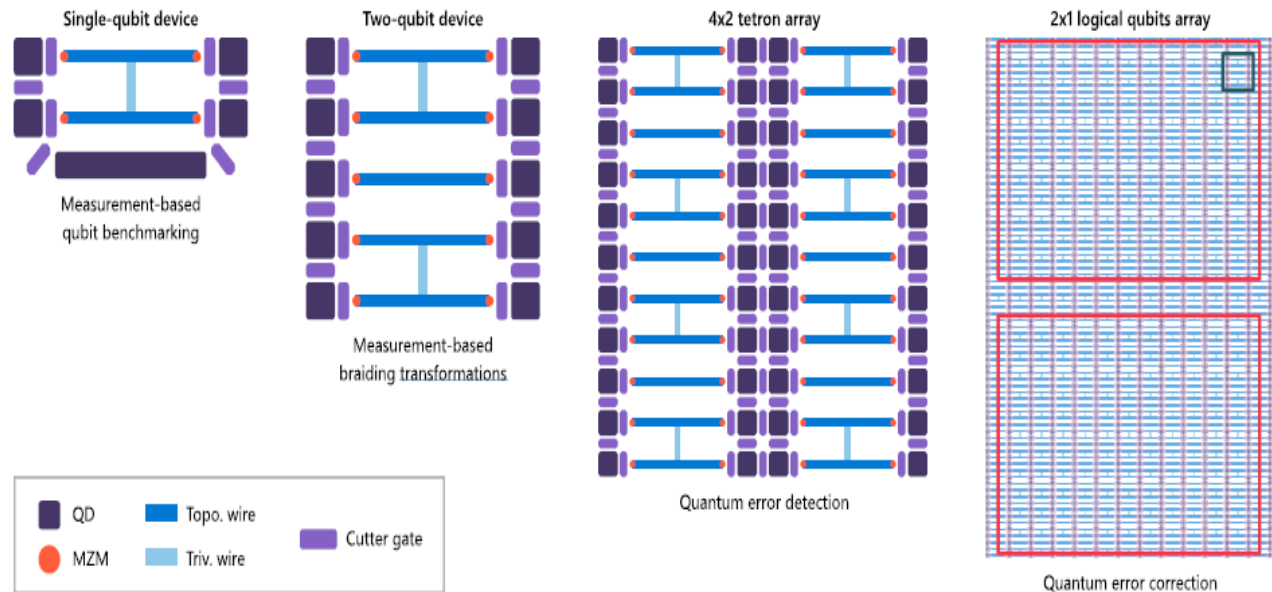 Single-qubit device
Two-qubit device
4x2 tetron array
2x1 logical qubits array
Measurement-based
qubit benchmarking
Measurement-based
braiding transformations
Quantum error detection
Quantum error correction
QD
Topo. wire
Cutter gate
MZM
Triv. wire